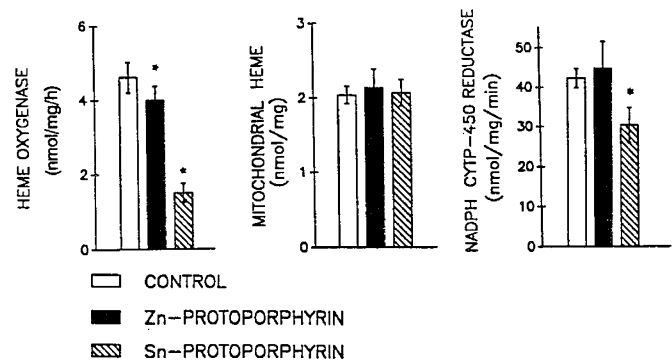 HEME OXYGENASE
(nmol/mg/h)
6
4
2
0
*
*
MITOCHONDRIAL HEME
(nmol/mg)
3
2
1
0
NADPH CYTP-450 REDUCTASE
(nmol/mg/min)
50
40
30
20
10
0
*
CONTROL
Zn-PROTOPORPHYRIN
Sn-PROTOPORPHYRIN